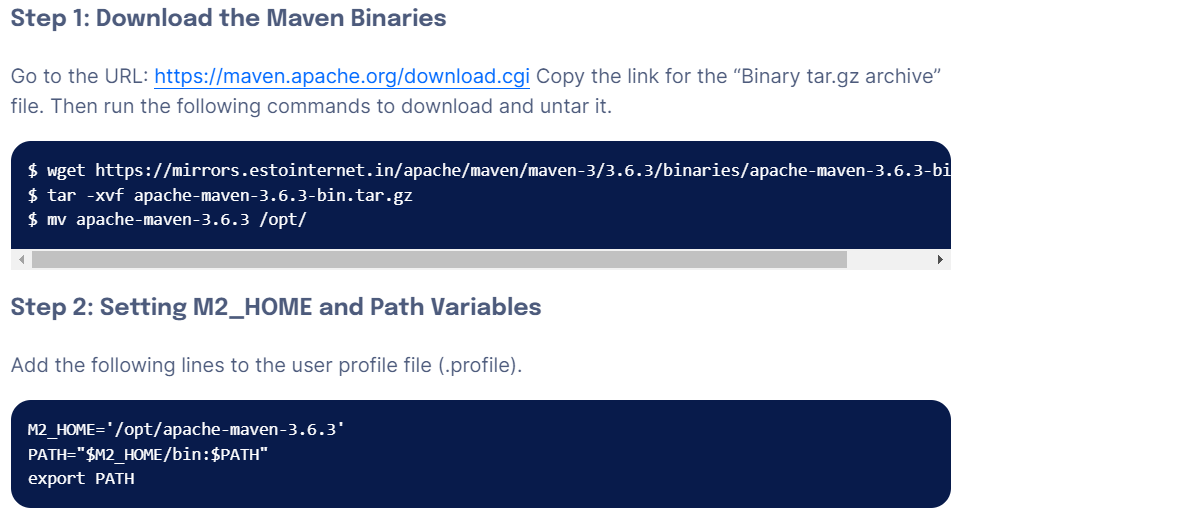 Step 1: Download the Maven Binaries
Go to the URL: https://maven.apache.org/download.cgi Copy the link for the “Binary tar.gz archive”
file. Then run the following commands to download and untar it.
$ wget https://mirrors.estointernet.in/apache/maven/maven-3/3.6.3/binaries/apache-maven-3.6.3-bi
$ tar -xvf apache-maven-3.6.3-bin.tar.gz
$ mv apache-maven-3.6.3 /opt/
Step 2: Setting M2_HOME and Path Variables
Add the following lines to the user profile file (.profile).
M2_HOME='/opt/apache-maven-3.6.3'
PATH="$M2_HOME/bin:$PATH"
export PATH